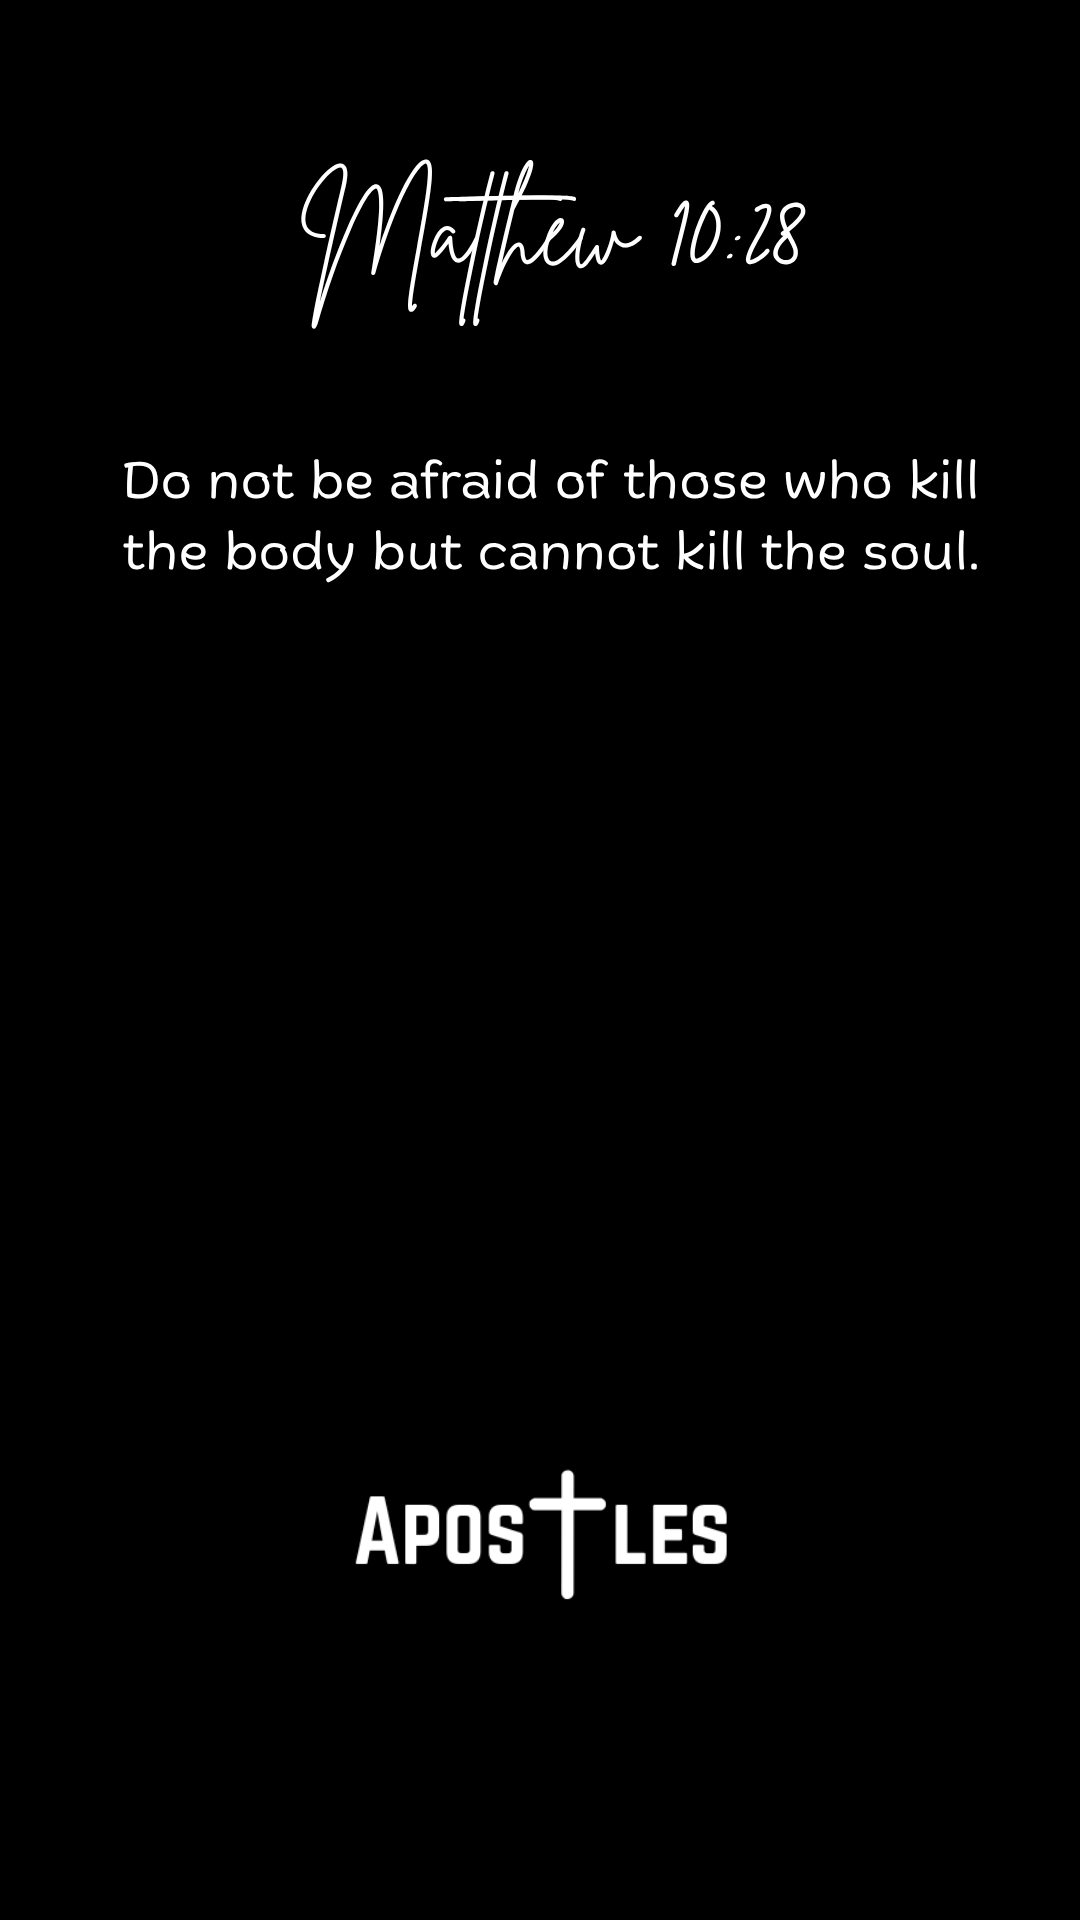 Matthew 10:28
Do not be afraid of those who kill
the body but cannot kill the soul.
APOSTLES